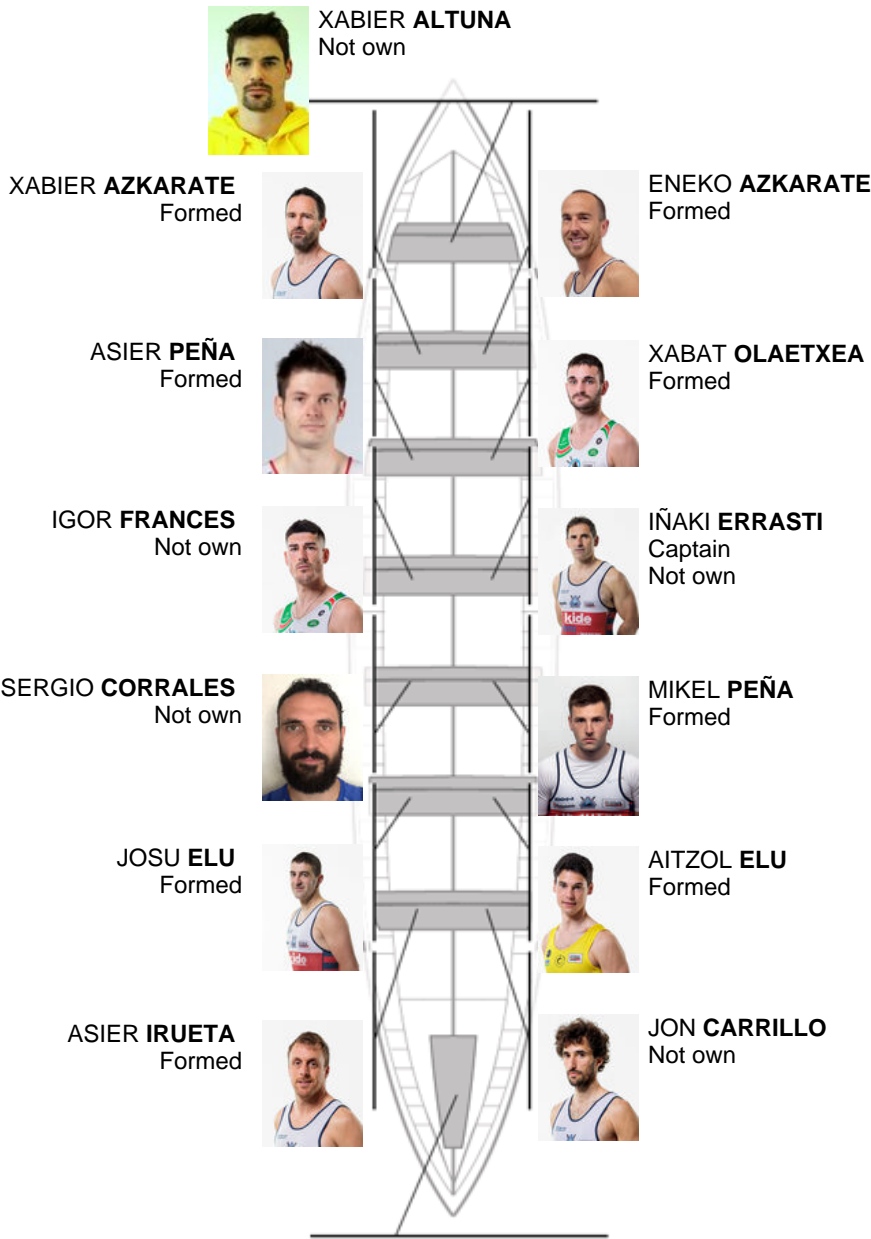 XABIER ALTUNA
Not own
XABIER AZKARATE
Formed
ENEKO AZKARATE
Formed
ASIER PEÑA
Formed
XABAT OLAETXEA
Formed
IGOR FRANCES
Not own
IÑAKI ERRASTI
Captain
Not own
kide
SERGIO CORRALES
Not own
MIKEL PEÑA
Formed
JOSU ELU
Formed
AITZOL ELU
Formed
ASIER IRUETA
Formed
JON CARRILLO
Not own